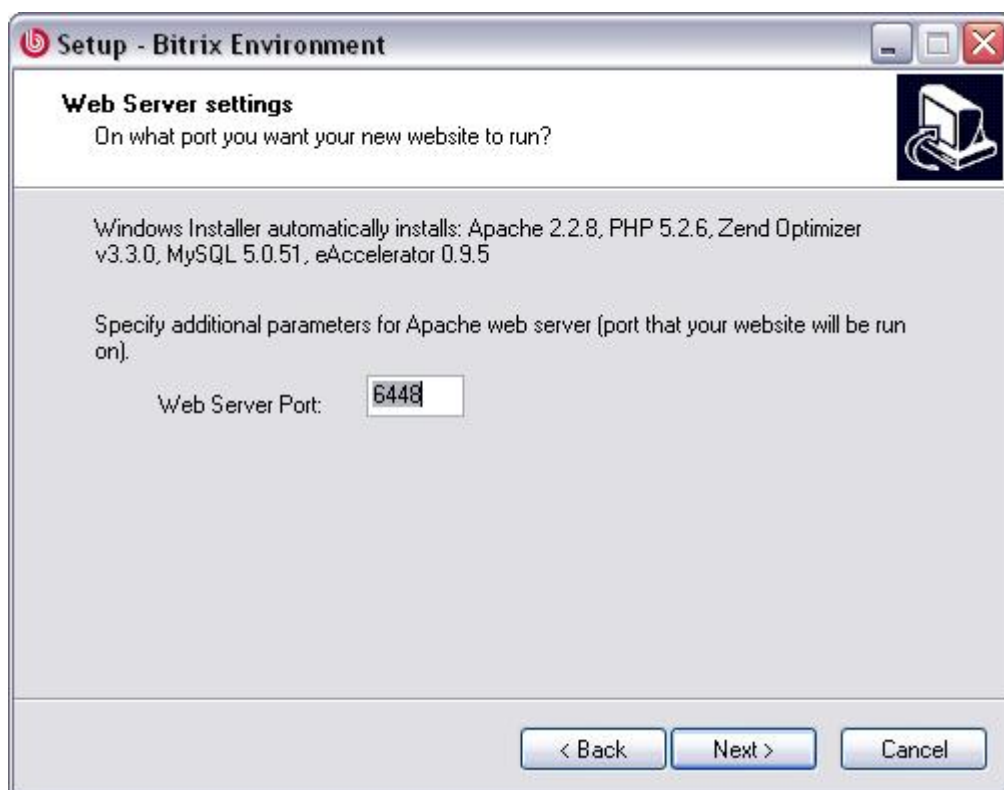 Setup - Bitrix Environment
Web Server settings
On what port you want your new website to run?
Windows Installer automatically installs: Apache 2.2.8, PHP 5.2.6, Zend Optimizer
v3.3.0, MySQL 5.0.51, eAccelerator 0.9.5
Specify additional parameters for Apache web server (port that your website will be run
on).
Web Server Port: 6448
< Back Next > Cancel